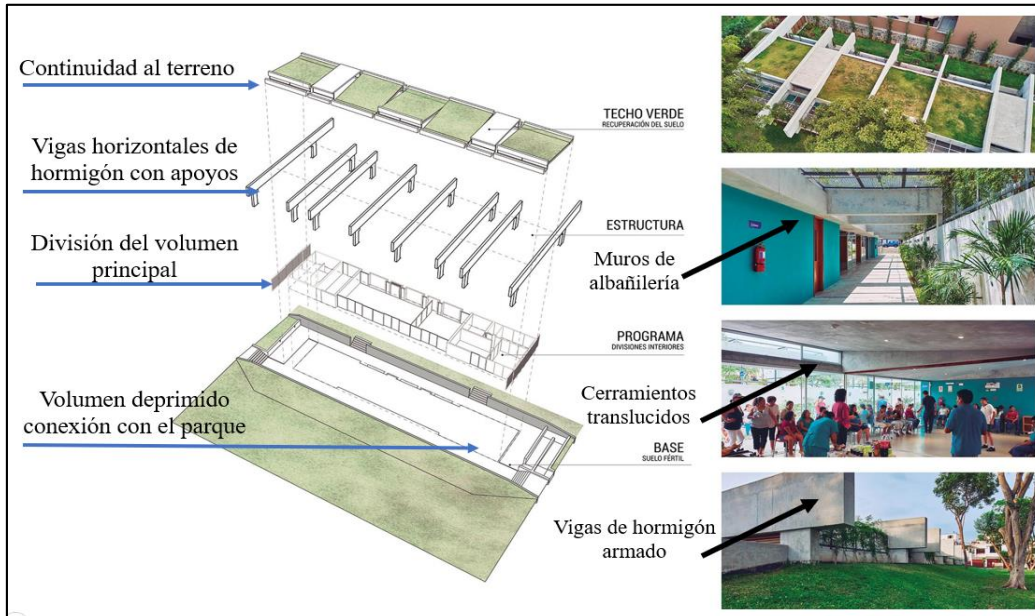 Continuidad al terreno
Vigas horizontales de
hormigón con apoyos
División del volumen
principal
Volumen deprimido
conexión con el parque
TECHO VERDE
RECUPERACIÓN DEL SUELO
ESTRUCTURA
PROGRAMA
DIVISIONES INTERIORES
BASE
SUELO FÉRTIL
Muros de
albañilería
Cerramientos
translucidos
Vigas de hormigón
armado